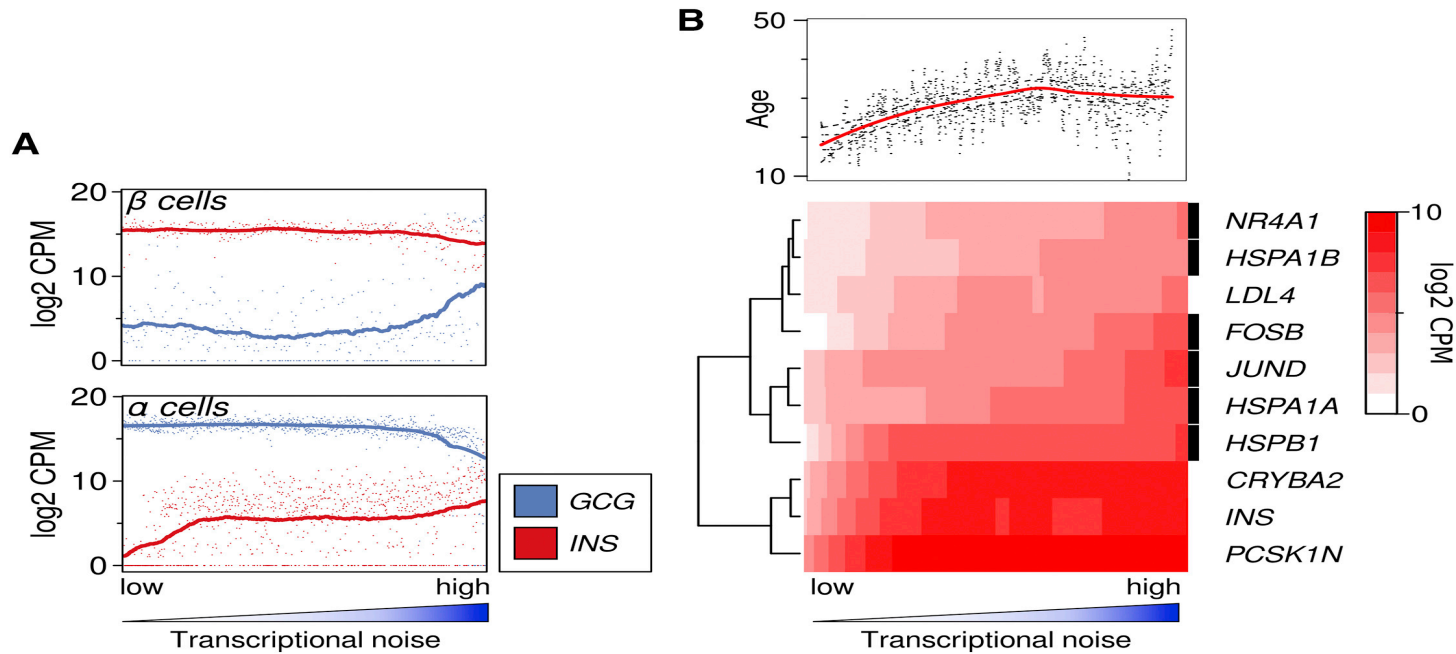 A
β cells
20
10
0
log2 CPM
α cells
20
10
0
log2 CPM
low high
Transcriptional noise
GCG
INS
B
50
10
Age
NR4A1
HSPA1B
LDL4
FOSB
JUND
HSPA1A
HSPB1
CRYBA2
INS
PCSK1N
10
0
log2 CPM
low high
Transcriptional noise